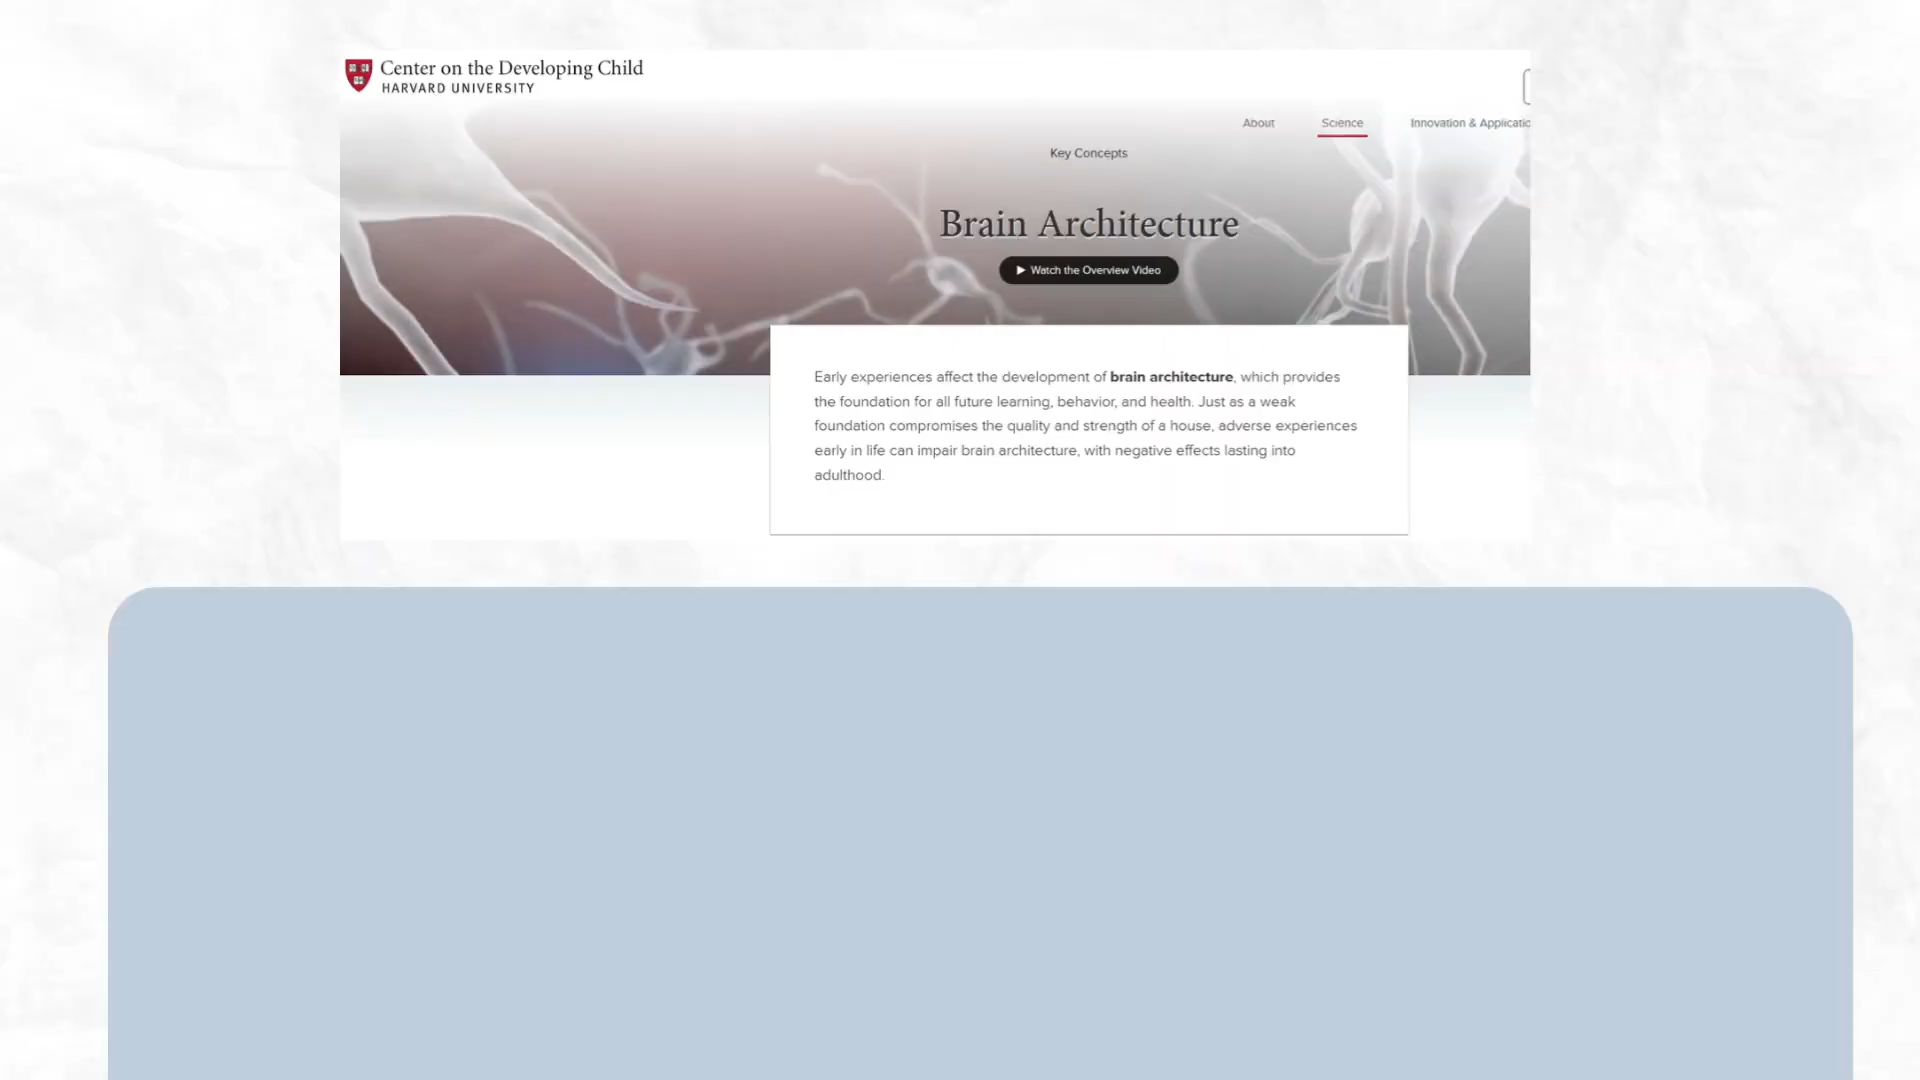 Center on the Developing Child
HARVARD UNIVERSITY
About Science Innovation & Applicatio
Key Concepts
Brain Architecture
Watch the Overview Video
Early experiences affect the development of brain architecture, which provides
the foundation for all future learning, behavior, and health. Just as a weak
foundation compromises the quality and strength of a house, adverse experiences
early in life can impair brain architecture, with negative effects lasting into
adulthood.